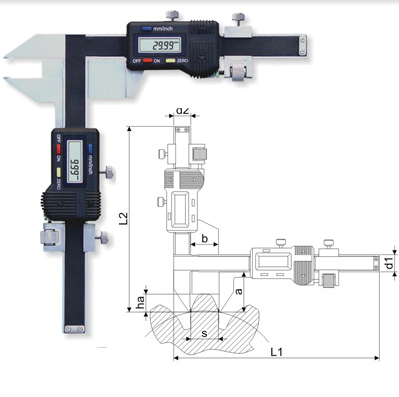 mm/inch
29.99
OFF ON ZERO
d2
OFF ON ZERO
9.99
mm/inch
L2
b
d1
ha
a
s
L1